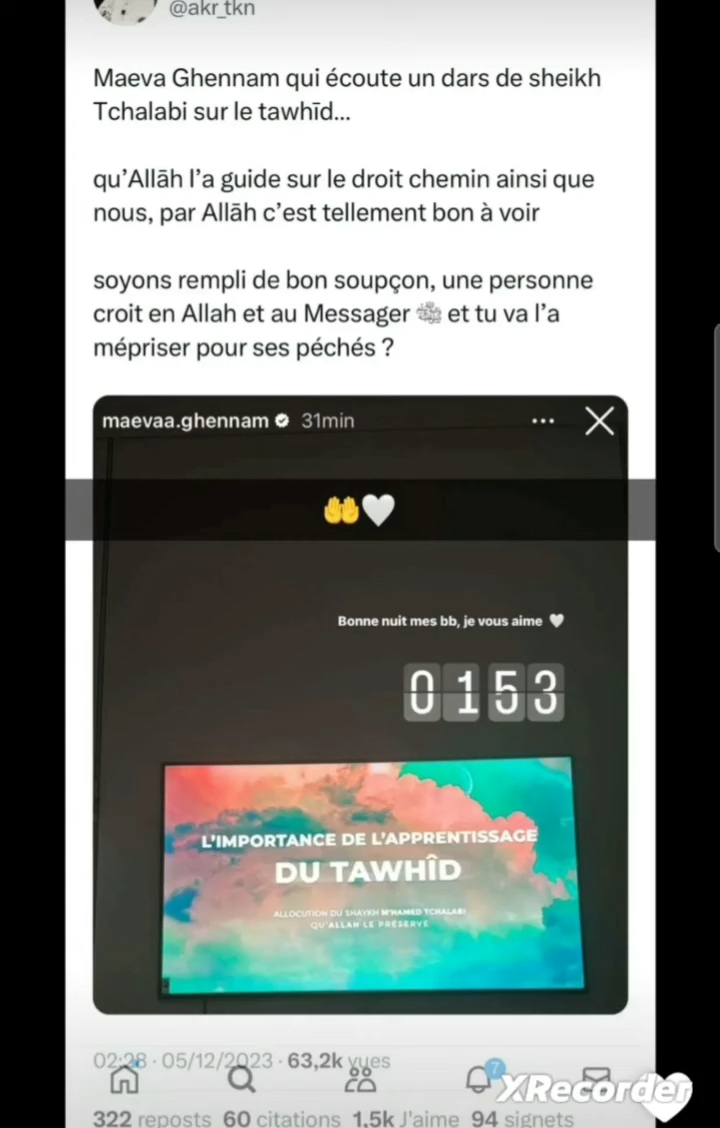 @akr_tkn
Maeva Ghennam qui écoute un dars de sheikh
Tchalabi sur le tawhīd...
qu’Allāh l’a guide sur le droit chemin ainsi que
nous, par Allāh c’est tellement bon à voir
soyons rempli de bon soupçon, une personne
croit en Allah et au Messager ﷺ et tu va l’a
mépriser pour ses péchés ?
maevaa.ghennam 31min
🤲🤍
Bonne nuit mes bb, je vous aime 🤍
0153
L'IMPORTANCE DE L'APPRENTISSAGE
DU TAWHÎD
ALLOCUTION DU SHAYKH M'HAMED TCHALABI
QU'ALLAH LE PRÉSERVE
02:28 · 05/12/2023 · 63,2k vues
7
XRecorder
322 reposts 60 citations 1,5k J'aime 94 signets